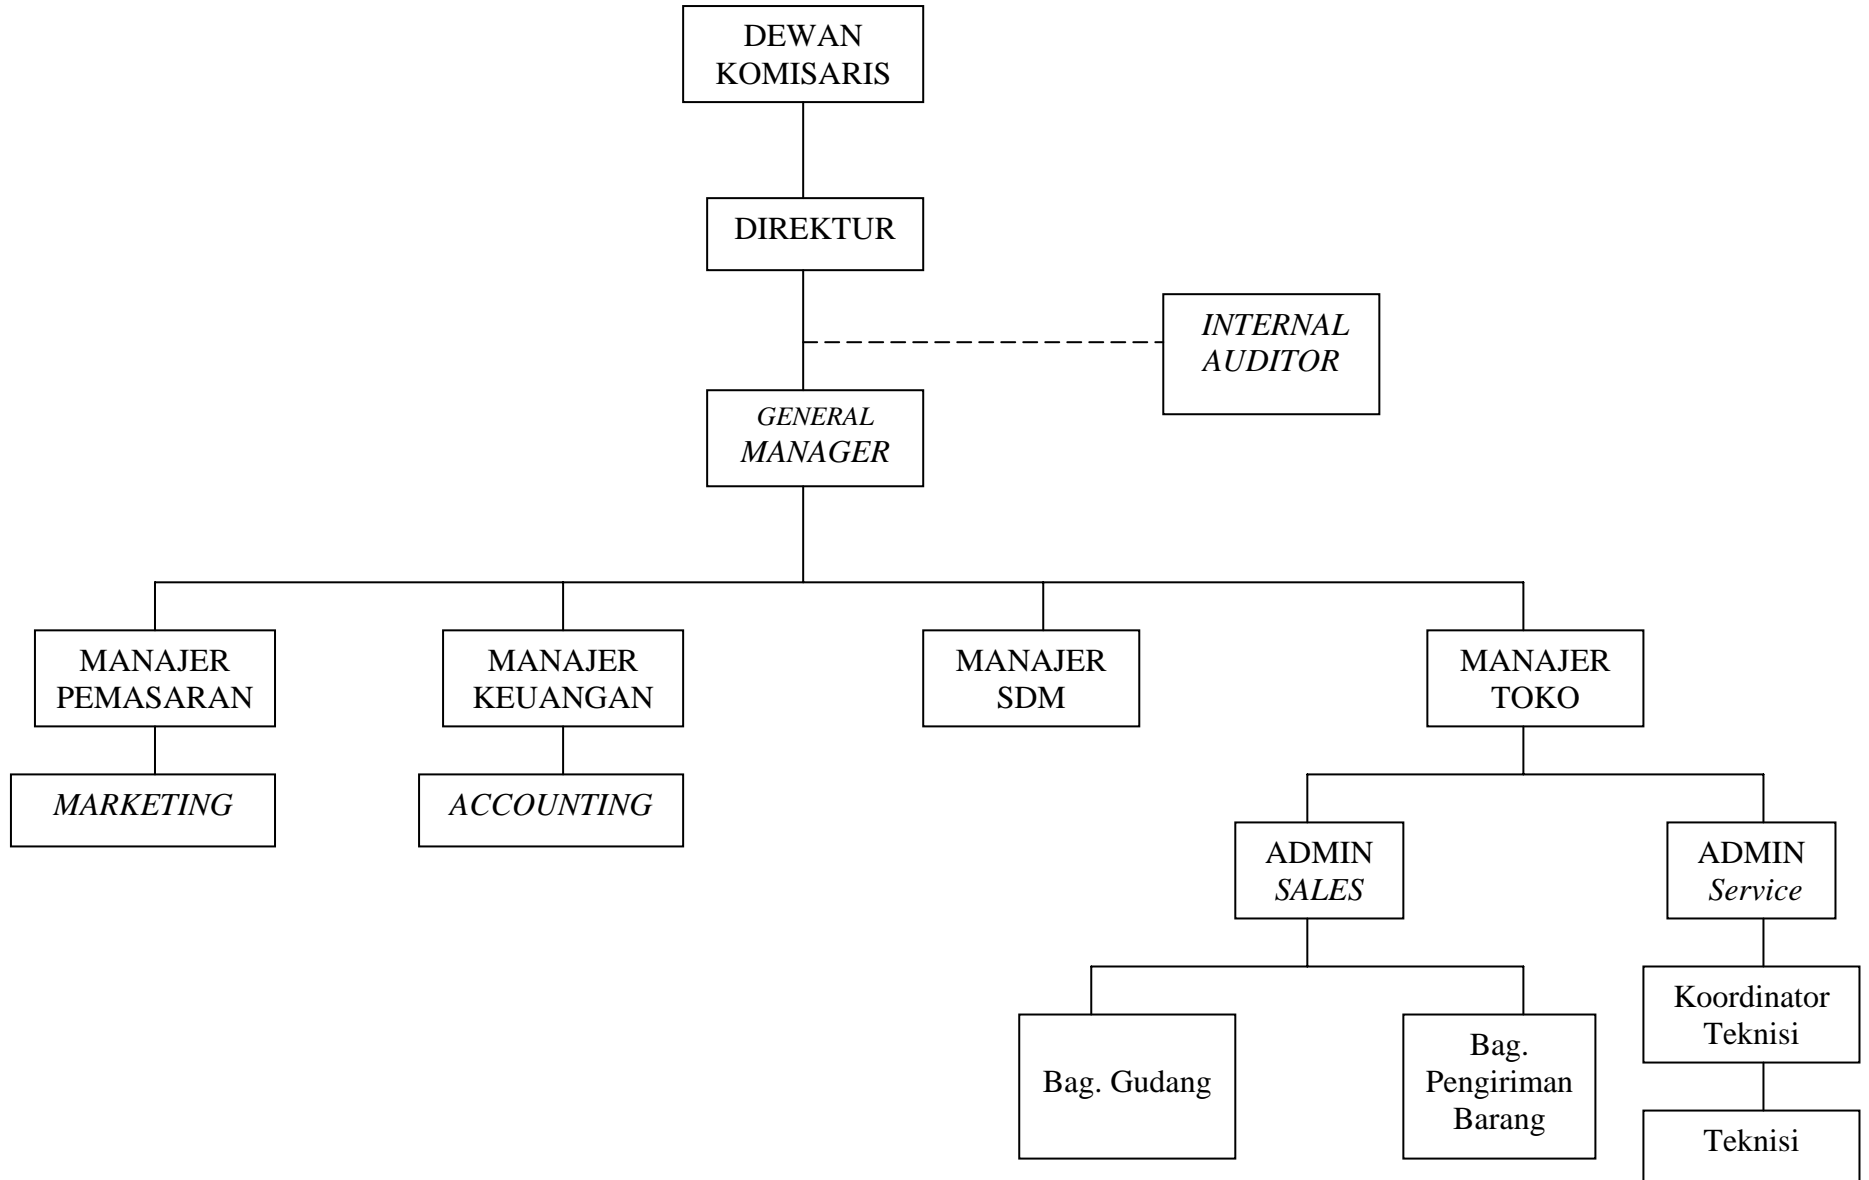 DEWAN
KOMISARIS
DIREKTUR
INTERNAL
AUDITOR
GENERAL
MANAGER
MANAJER
PEMASARAN
MANAJER
KEUANGAN
MANAJER
SDM
MANAJER
TOKO
MARKETING
ACCOUNTING
ADMIN
SALES
ADMIN
Service
Bag. Gudang
Bag.
Pengiriman
Barang
Koordinator
Teknisi
Teknisi